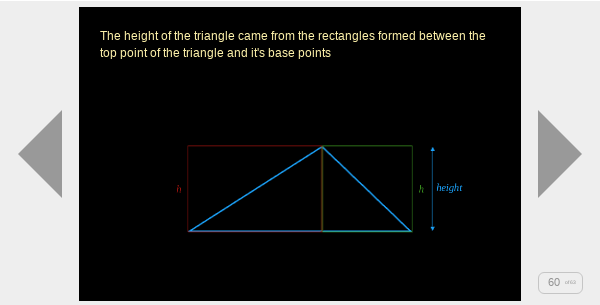 The height of the triangle came from the rectangles formed between the
top point of the triangle and it's base points
h
h
height
60